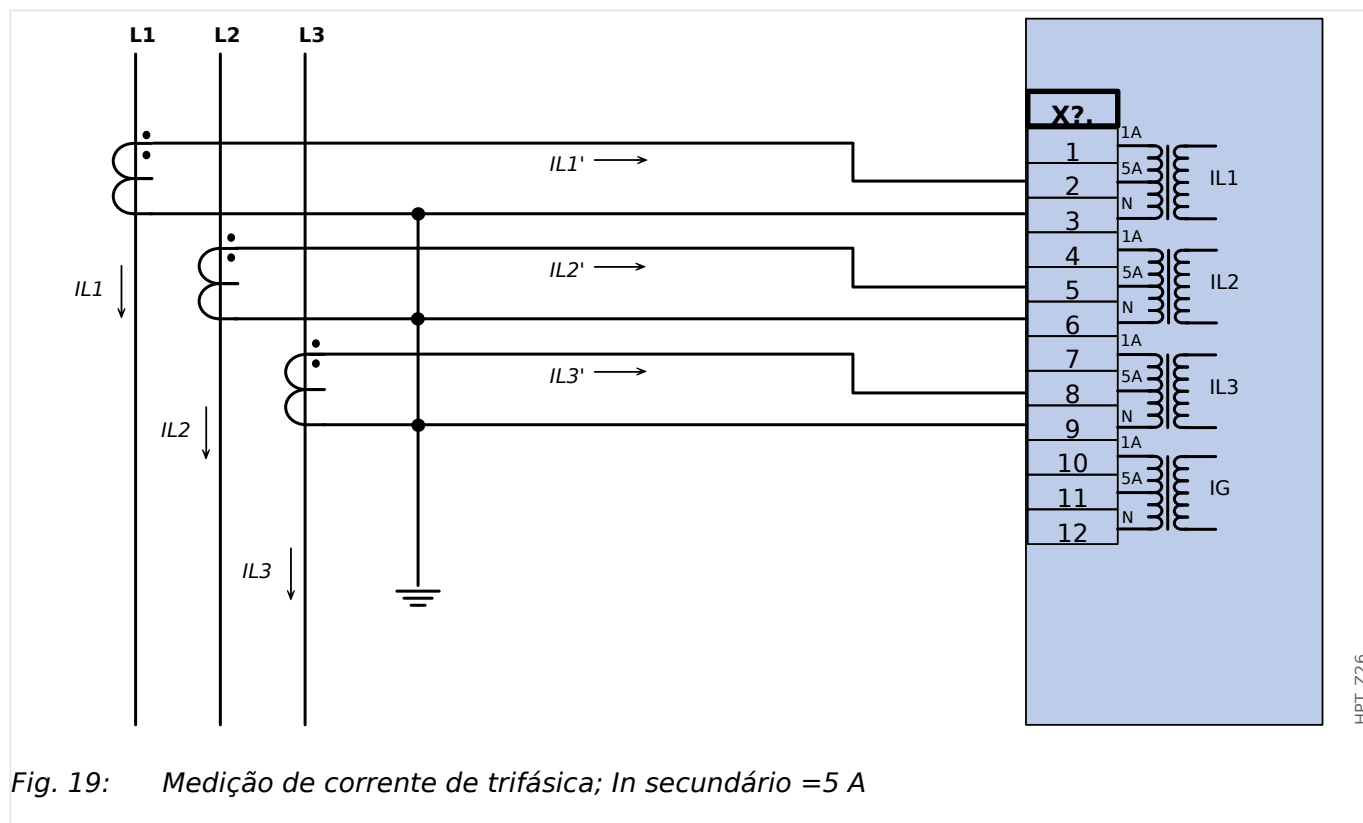 L1 L2 L3
X?.
1
2
3
4
5
6
7
8
9
10
11
12
1A
5A
N
IL1
1A
5A
N
IL2
1A
5A
N
IL3
1A
5A
N
IG
IL1'
IL2'
IL3'
IL1
IL2
IL3
HPT_Z26
Fig. 19: Medição de corrente de trifásica; In secundário =5 A